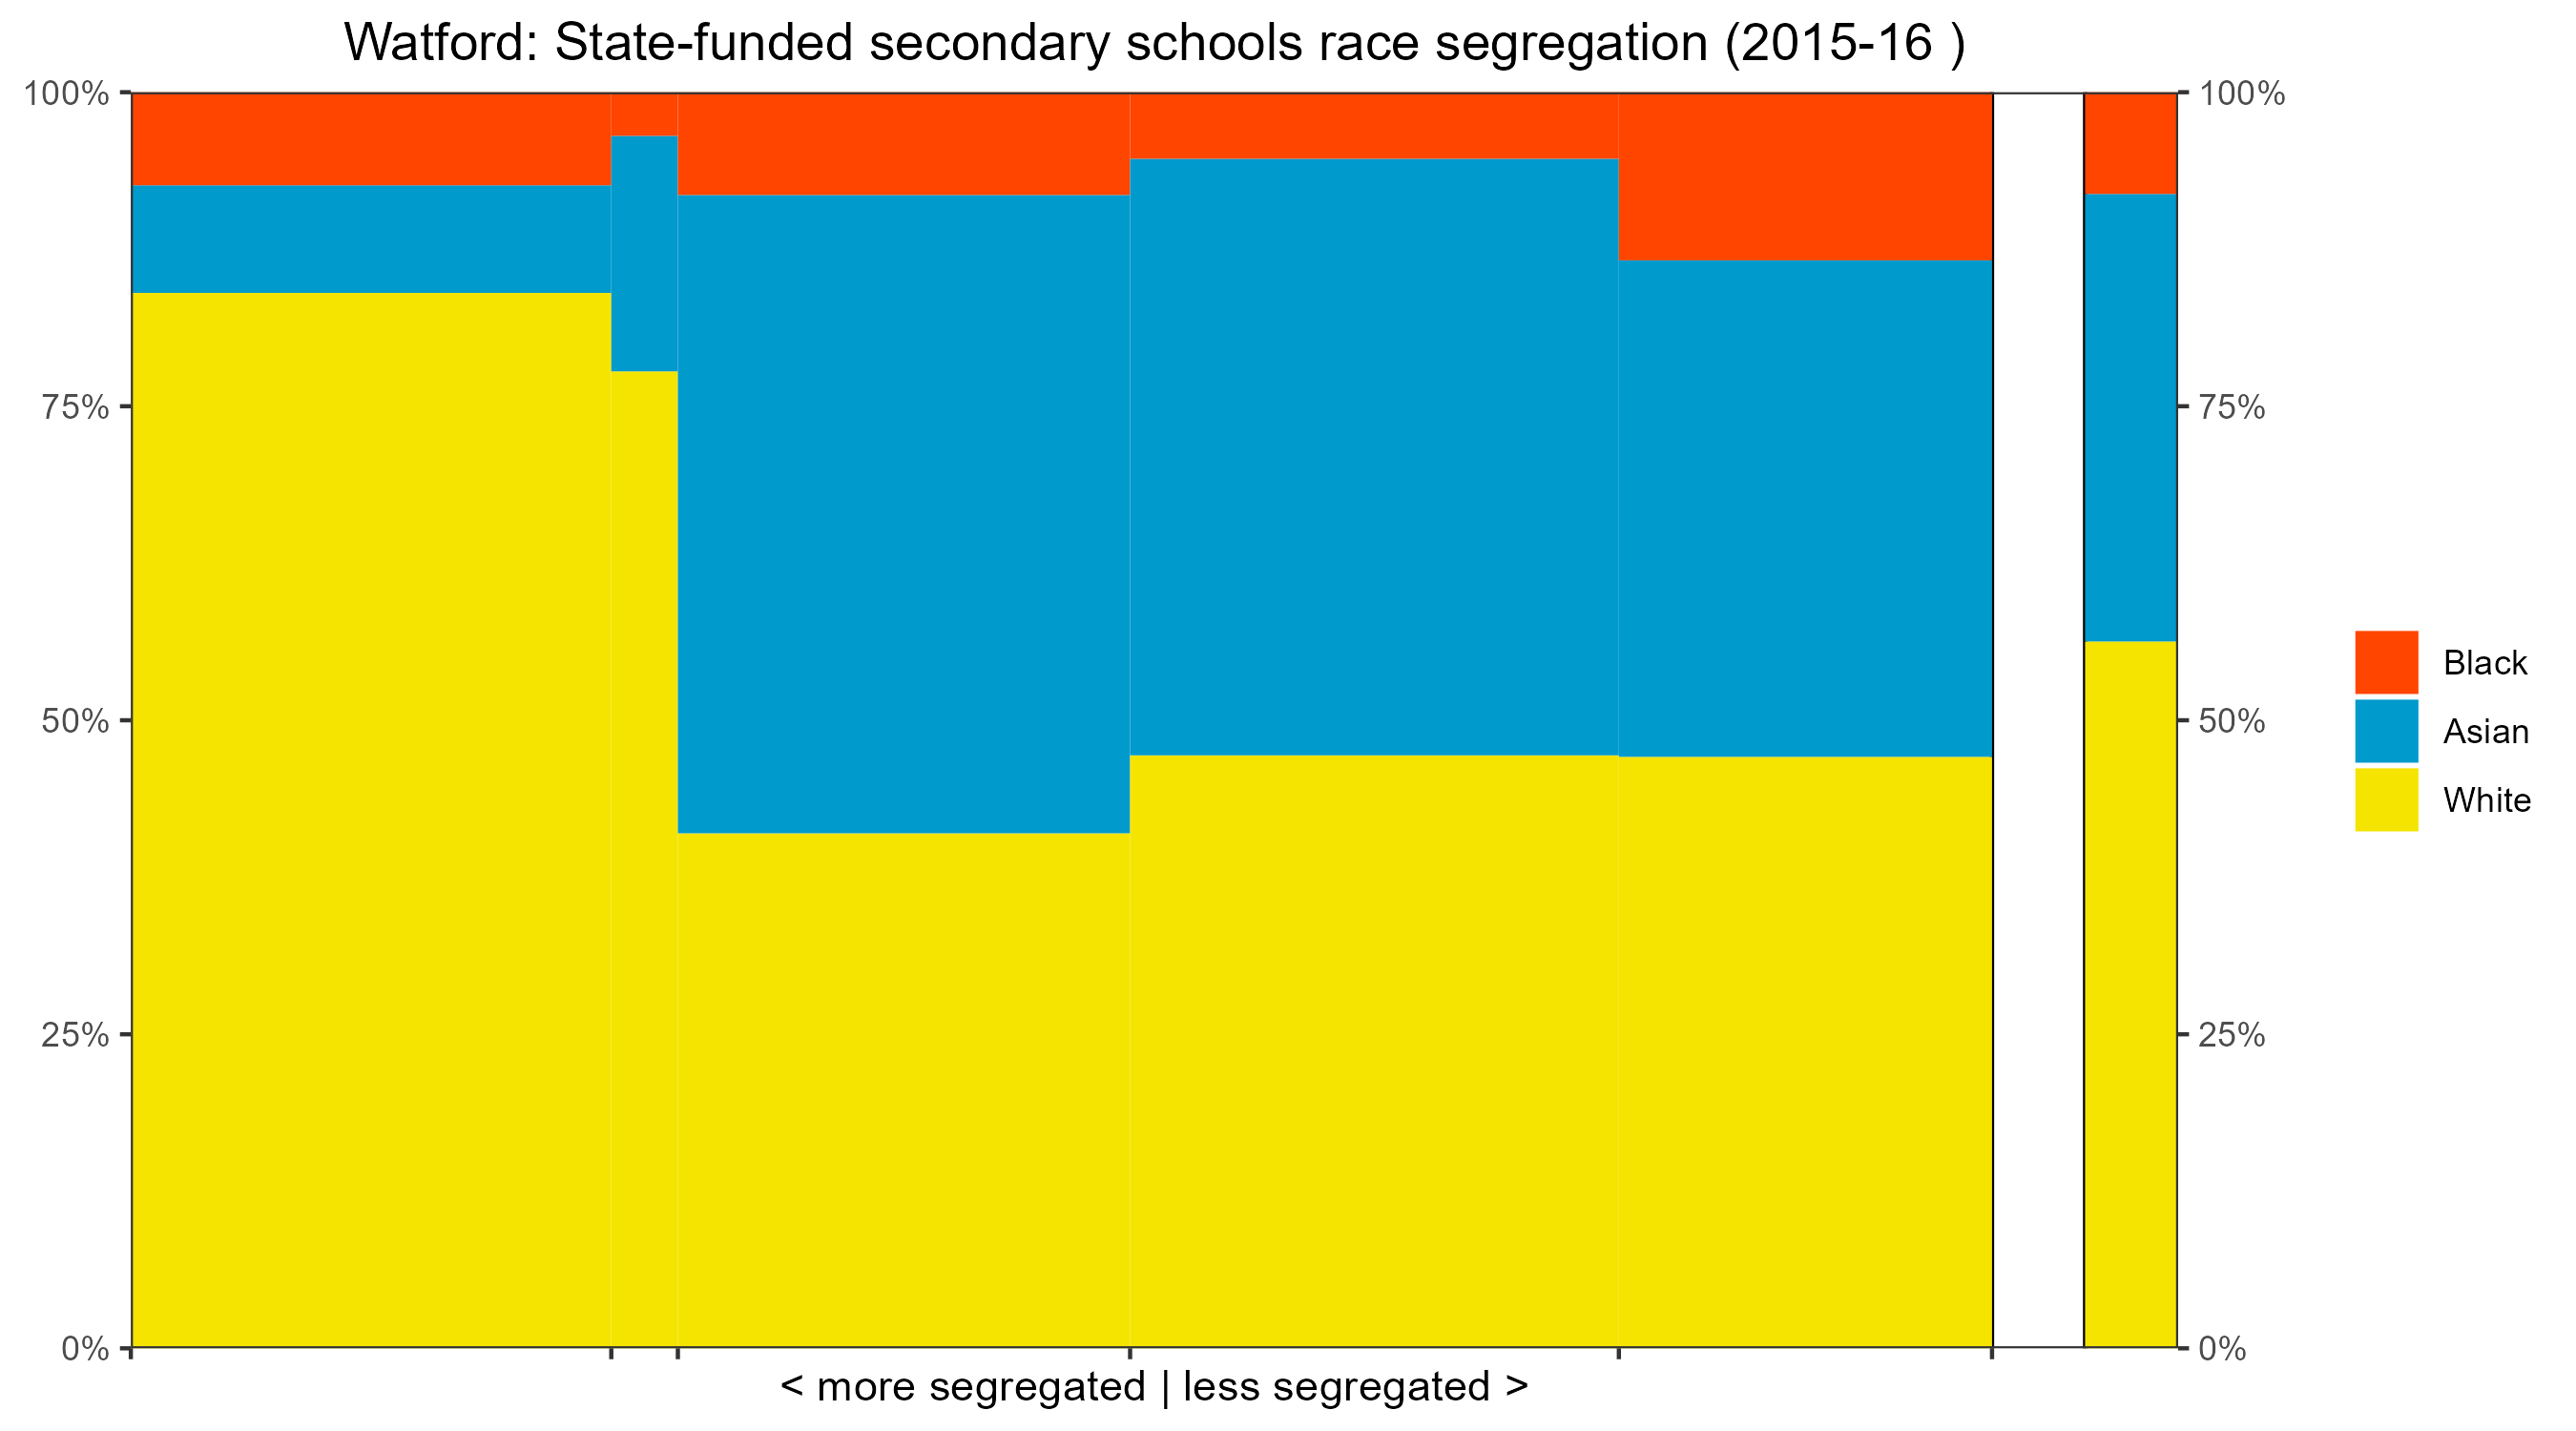 Watford: State-funded secondary schools race segregation (2015-16 )
100%
75%
50%
25%
0%
100%
75%
50%
25%
0%
Black
Asian
White
< more segregated | less segregated >